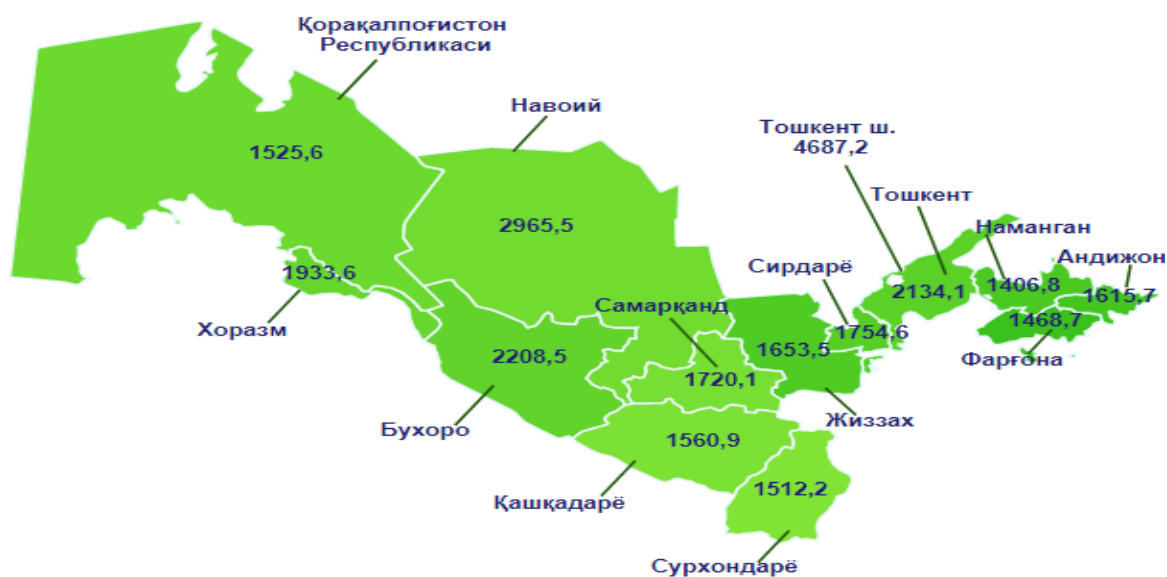 Қорақалпоғистон
Республикаси
1525,6
Навоий
2965,5
Тошкент ш.
4687,2
Тошкент
2134,1
Наманган
1406,8
Андижон
1615,7
1468,7
Фарғона
Сирдарё
1754,6
1933,6
Хоразм
Самарқанд
1720,1
1653,5
Жиззах
2208,5
Бухоро
1560,9
Қашқадарё
1512,2
Сурхондарё